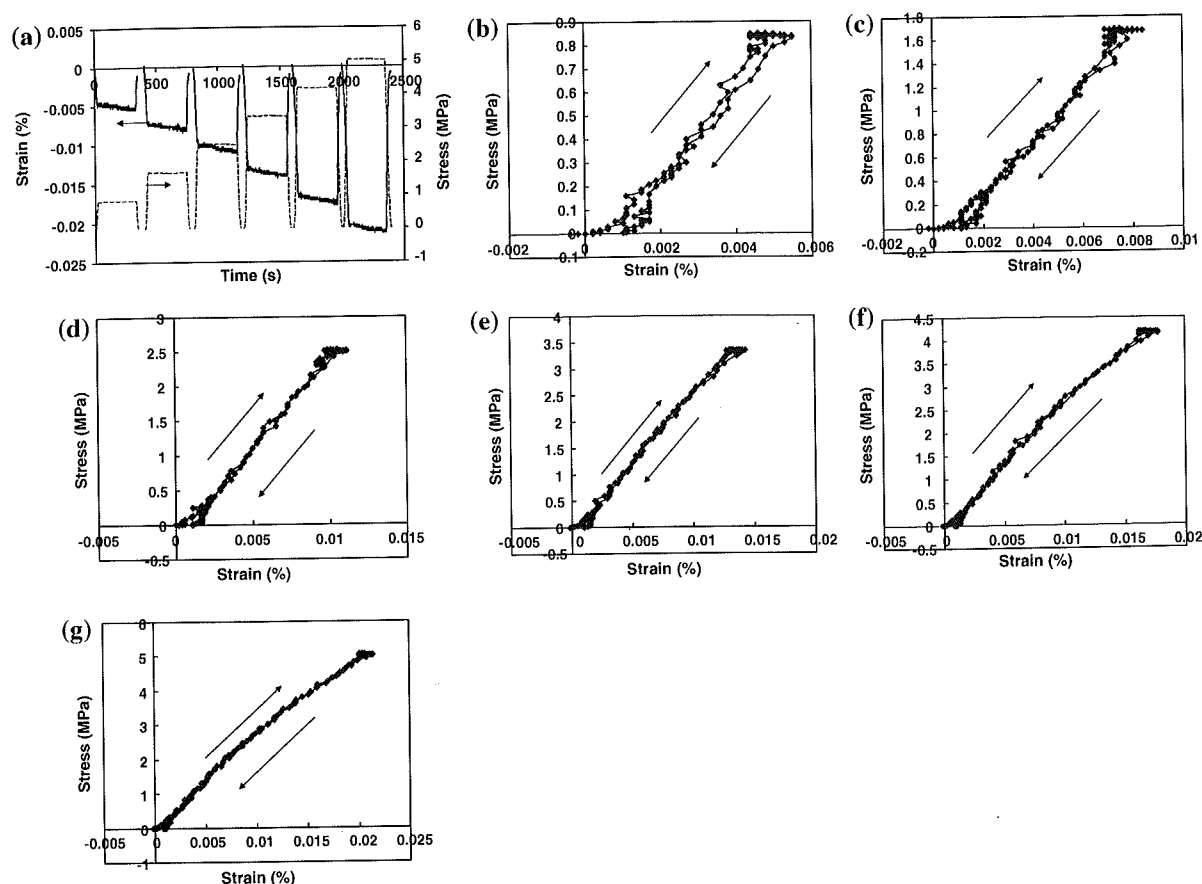 (a)
0.005
0
-0.005
-0.01
-0.015
-0.02
-0.025
Strain (%)
0 500 1000 1500 2000 2500
Time (s)
6
5
4
3
2
1
0
-1
Stress (MPa)
(b)
0.9
0.8
0.7
0.6
0.5
0.4
0.3
0.2
0.1
0
-0.1
Stress (MPa)
-0.002 0 0.002 0.004 0.006
Strain (%)
(c)
1.8
1.6
1.4
1.2
1
0.8
0.6
0.4
0.2
0
-0.2
Stress (MPa)
-0.002 0 0.002 0.004 0.006 0.008 0.01
Strain (%)
(d)
3
2.5
2
1.5
1
0.5
0
-0.5
Stress (MPa)
-0.005 0 0.005 0.01 0.015
Strain (%)
(e)
4
3.5
3
2.5
2
1.5
1
0.5
0
-0.5
Stress (MPa)
-0.005 0 0.005 0.01 0.015 0.02
Strain (%)
(f)
4.5
4
3.5
3
2.5
2
1.5
1
0.5
0
-0.5
Stress (MPa)
-0.005 0 0.005 0.01 0.015 0.02
Strain (%)
(g)
6
5
4
3
2
1
0
-1
Stress (MPa)
-0.005 0 0.005 0.01 0.015 0.02 0.025
Strain (%)